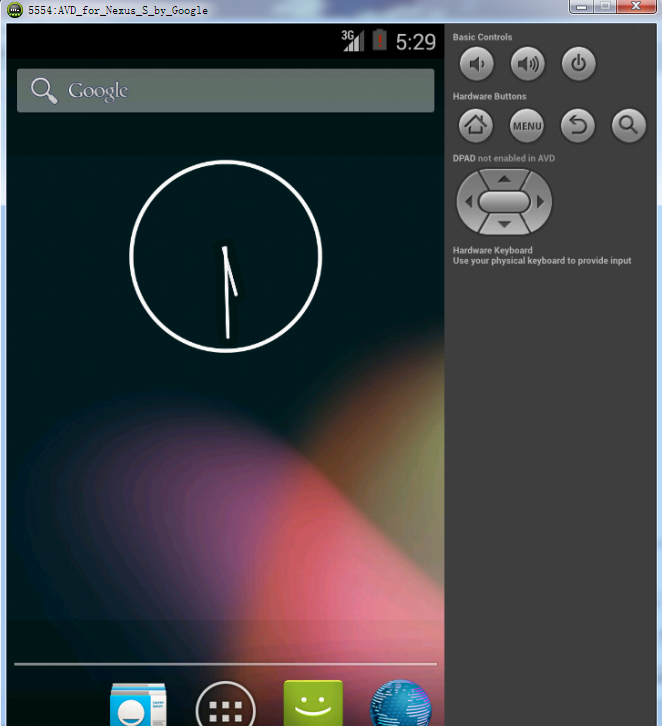 5554:AVD_for_Nexus_S_by_Google
3G 5:29
Google
Basic Controls
Hardware Buttons
MENU
DPAD not enabled in AVD
Hardware Keyboard
Use your physical keyboard to provide input